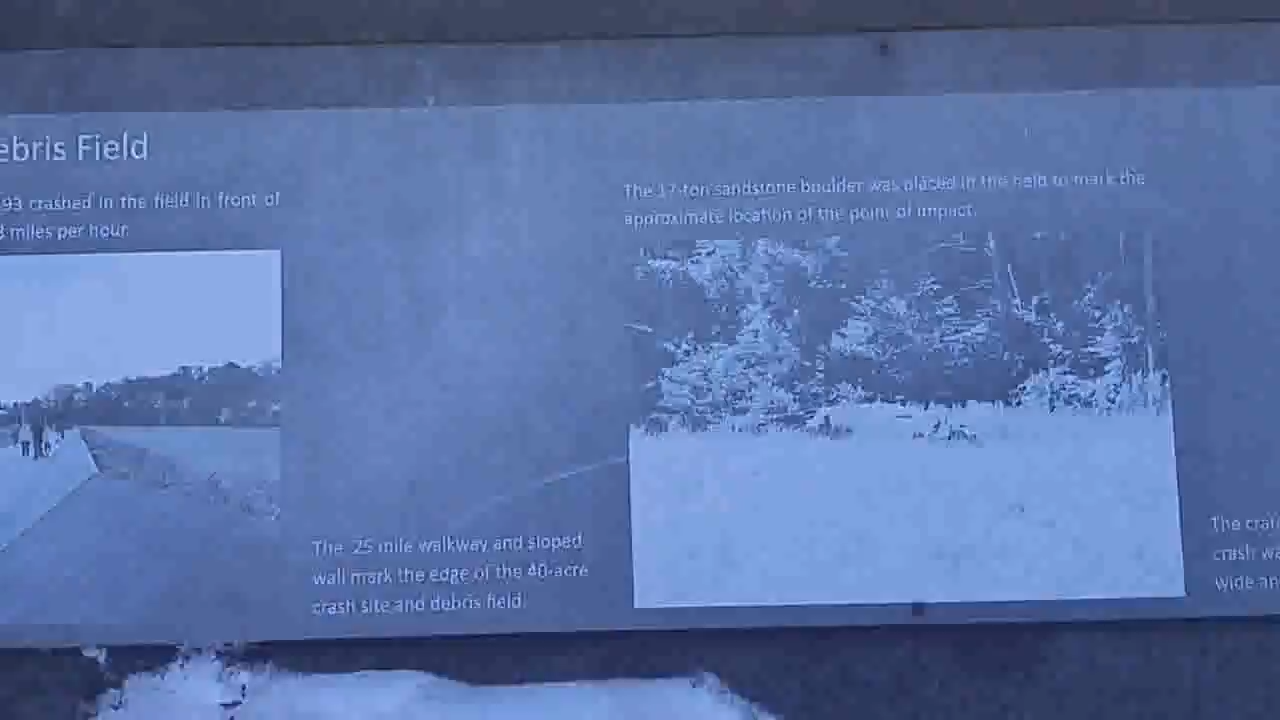 ebris Field
93 crashed in the field in front of
3 miles per hour.
The .25 mile walkway and sloped
wall mark the edge of the 40-acre
crash site and debris field.
The 17-ton sandstone boulder was placed in the field to mark the
approximate location of the point of impact.
The crat
crash wa
wide an